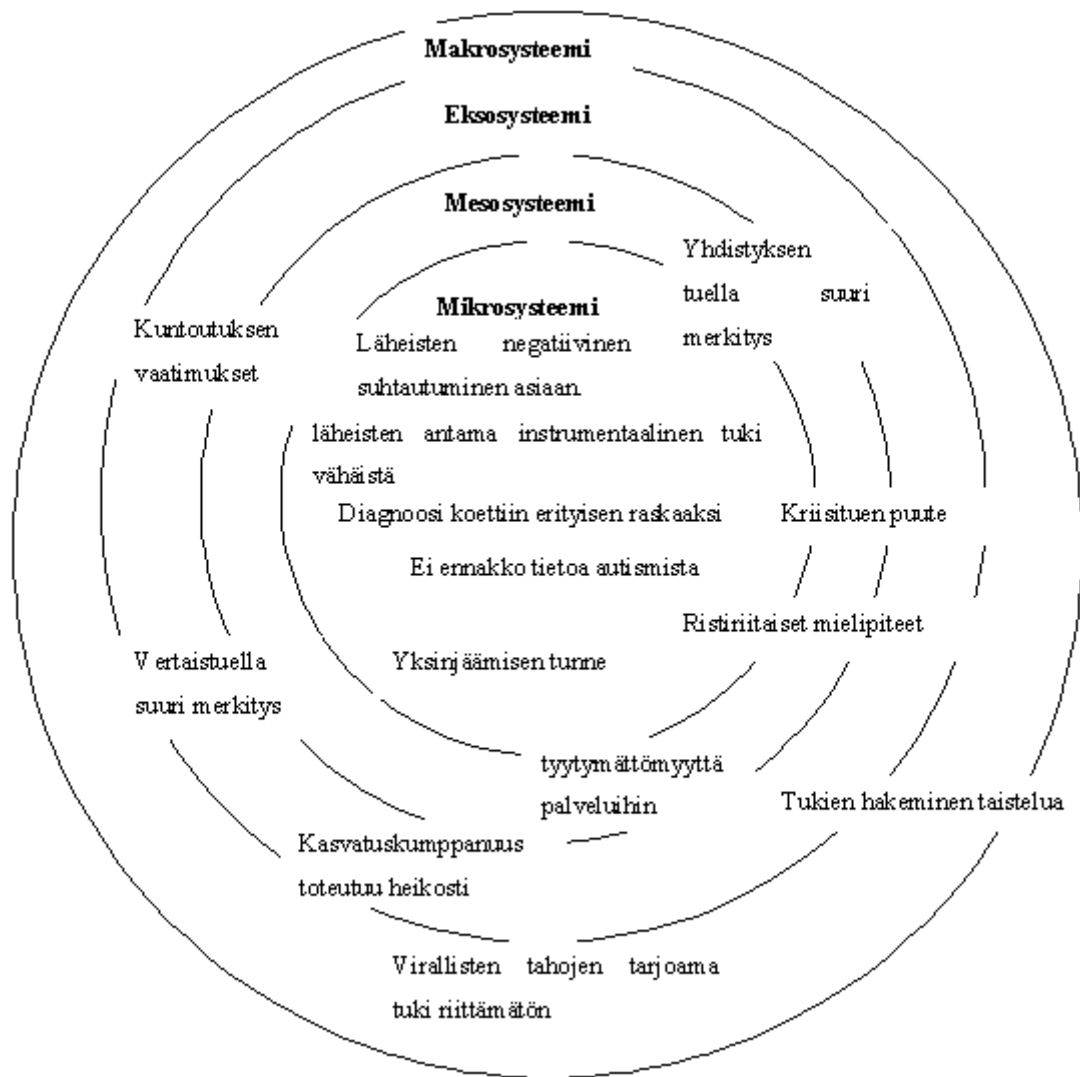 Makrosysteemi
Eksosysteemi
Mesosysteemi
Yhdistyksen
tuella suuri
merkitys
Mikrosysteemi
Kuntoutuksen
vaatimukset
Läheisten negatiivinen
suhtautuminen asiaan
läheisten antama instrumentaalinen tuki
vähäistä
Diagnoosi koettiin erityisen raskaaksi
Kriisituen puute
Ei ennakko tietoa autismista
Ristiriitaiset mielipiteet
Yksinjäämisen tunne
Vertaistuella
suuri merkitys
tyytymättömyyttä
palveluihin
Tukien hakeminen taistelua
Kasvatuskumppanuus
toteutuu heikosti
Virallisten tahojen tarjoama
tuki riittämätön